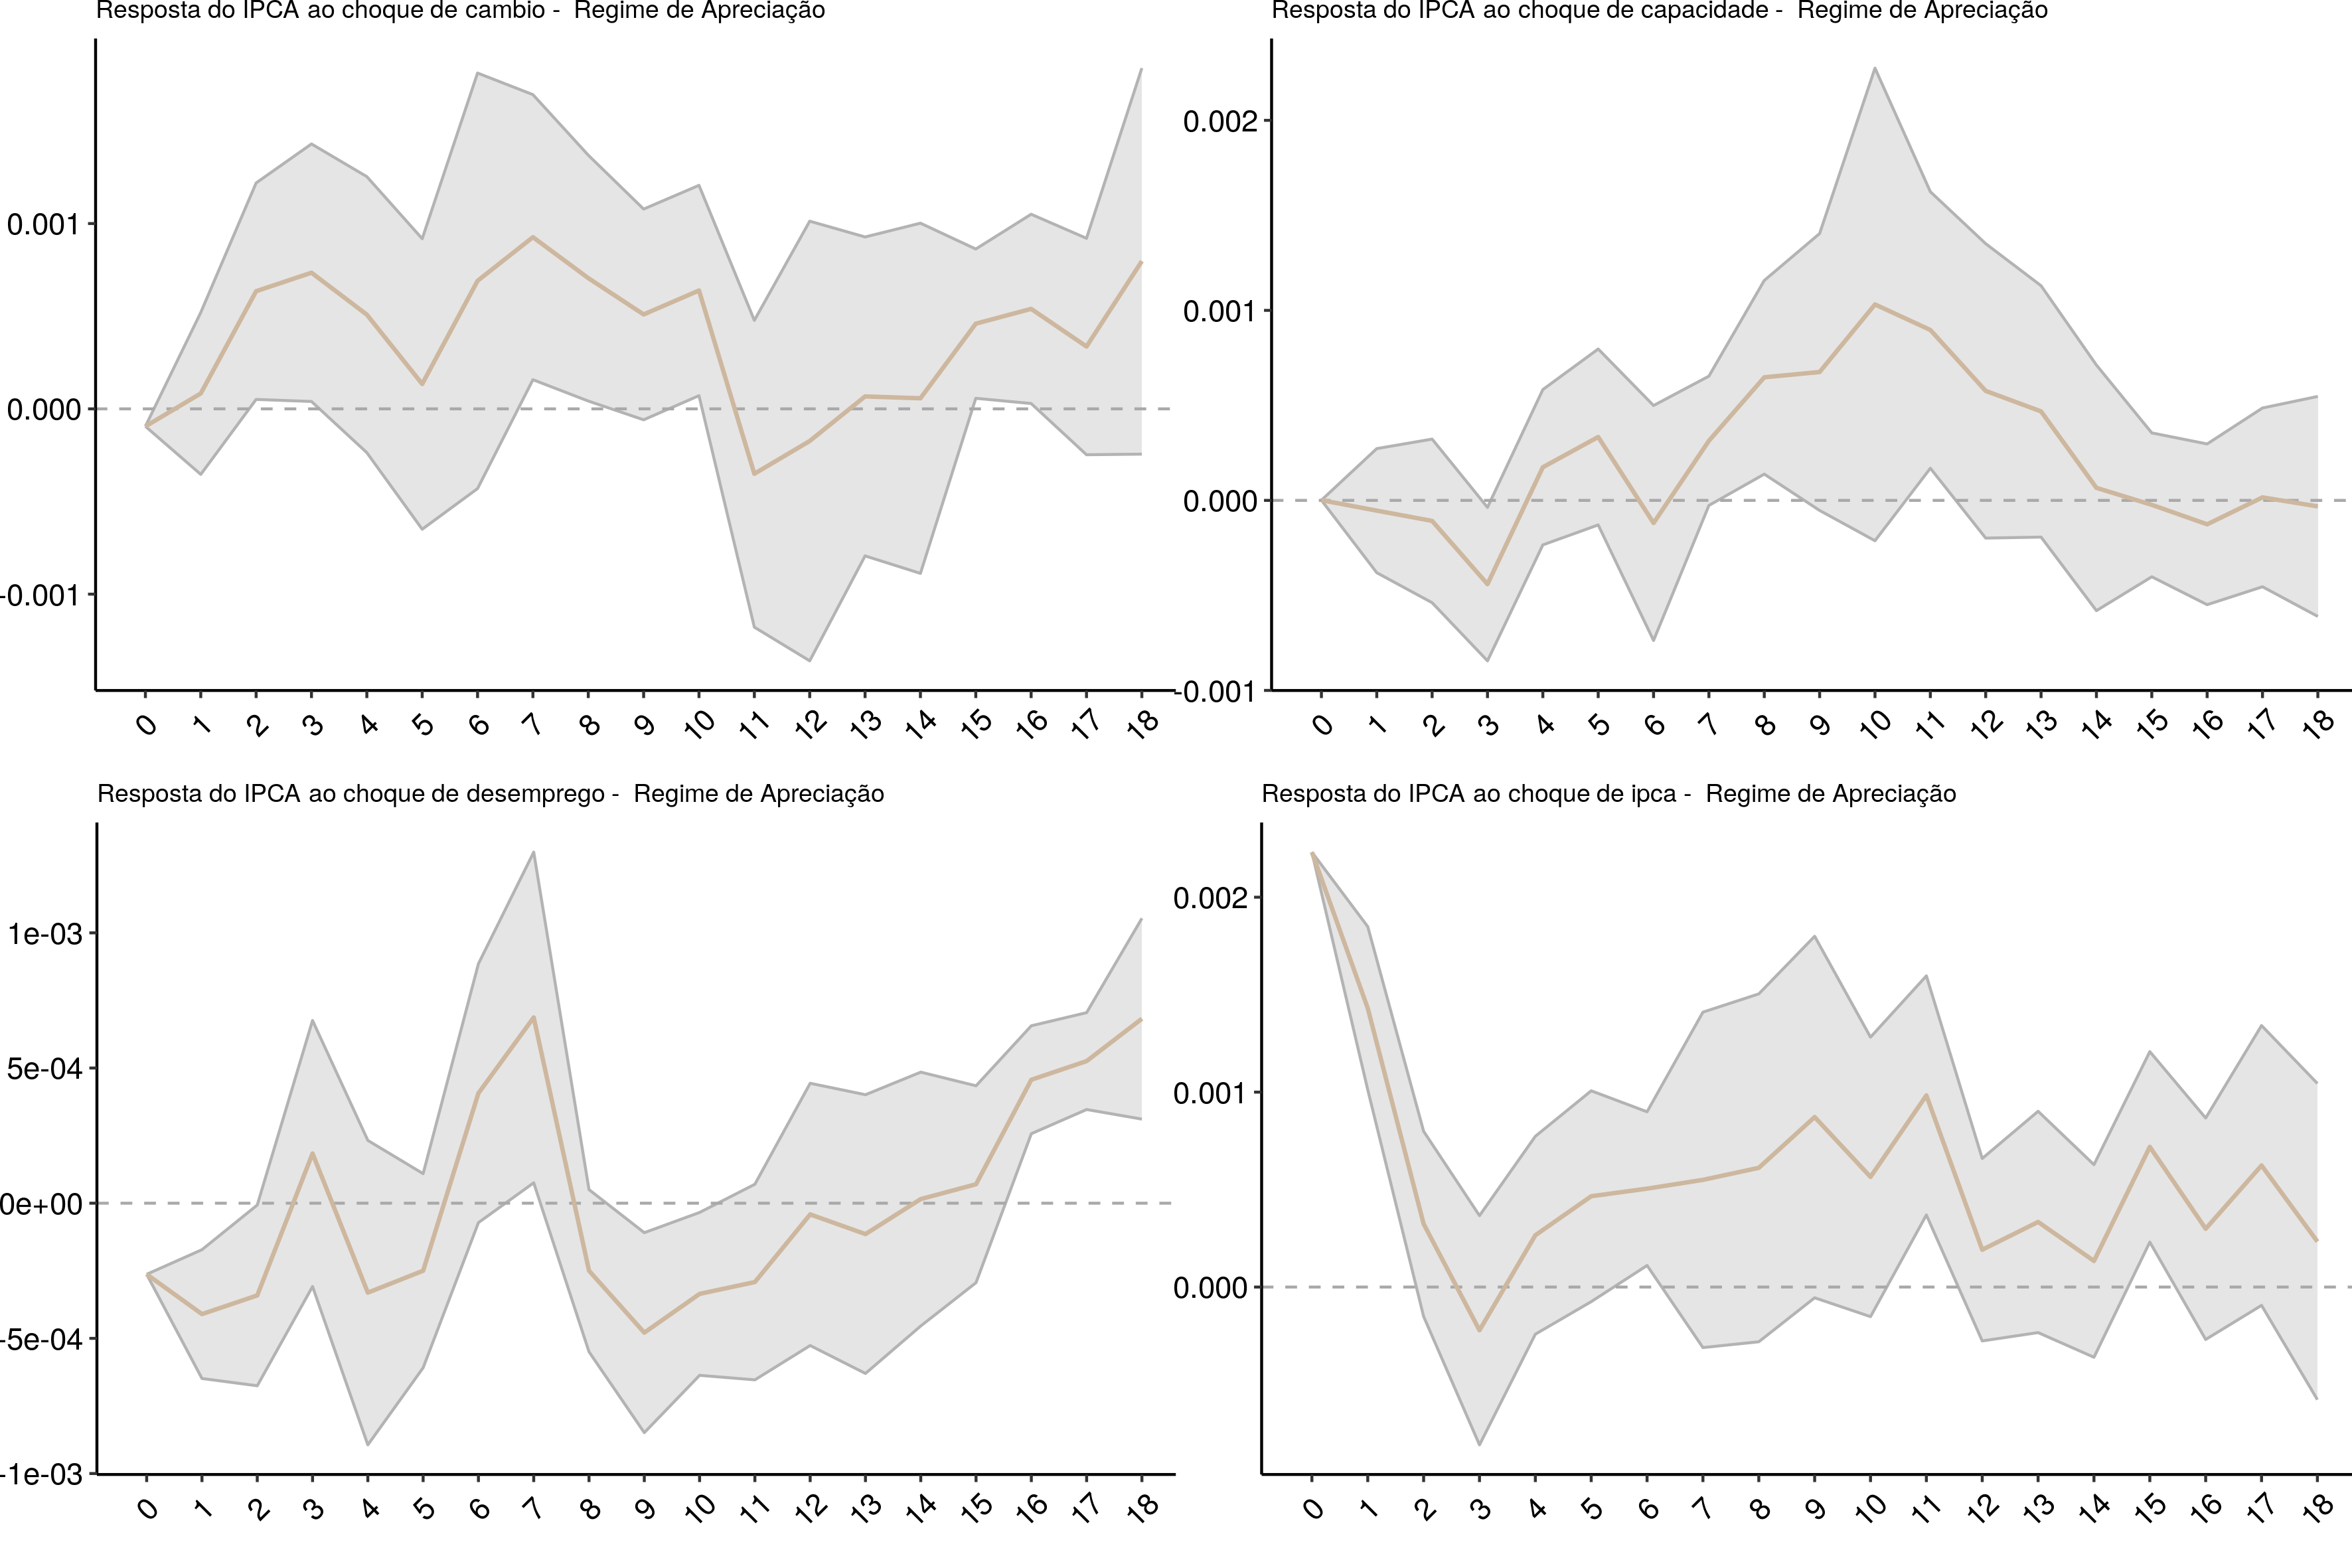 Resposta do IPCA ao choque de cambio -  Regime de Apreciação
0.001
0.000
-0.001
0 1 2 3 4 5 6 7 8 9 10 11 12 13 14 15 16 17 18
Resposta do IPCA ao choque de capacidade -  Regime de Apreciação
0.002
0.001
0.000
-0.001
0 1 2 3 4 5 6 7 8 9 10 11 12 13 14 15 16 17 18
Resposta do IPCA ao choque de desemprego -  Regime de Apreciação
1e-03
5e-04
0e+00
-5e-04
-1e-03
0 1 2 3 4 5 6 7 8 9 10 11 12 13 14 15 16 17 18
Resposta do IPCA ao choque de ipca -  Regime de Apreciação
0.002
0.001
0.000
0 1 2 3 4 5 6 7 8 9 10 11 12 13 14 15 16 17 18